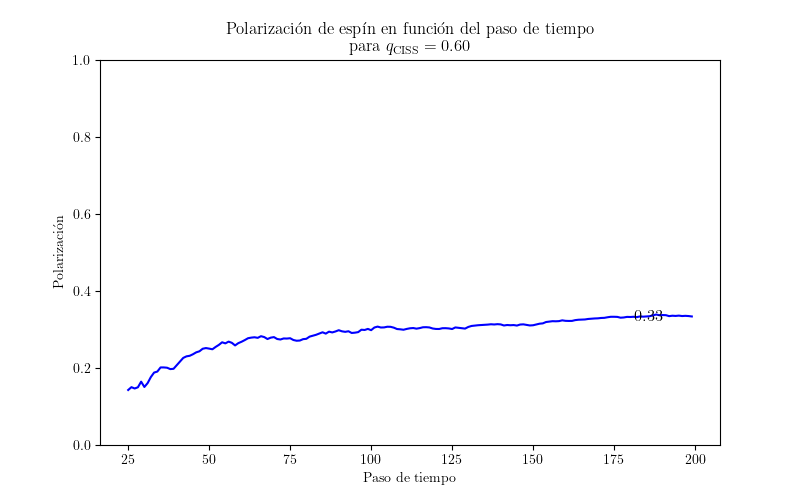 Polarización de espín en función del paso de tiempo
para q_CISS = 0.60
1.0
0.8
0.6
0.4
0.2
0.0
Polarización
0.33
25 50 75 100 125 150 175 200
Paso de tiempo